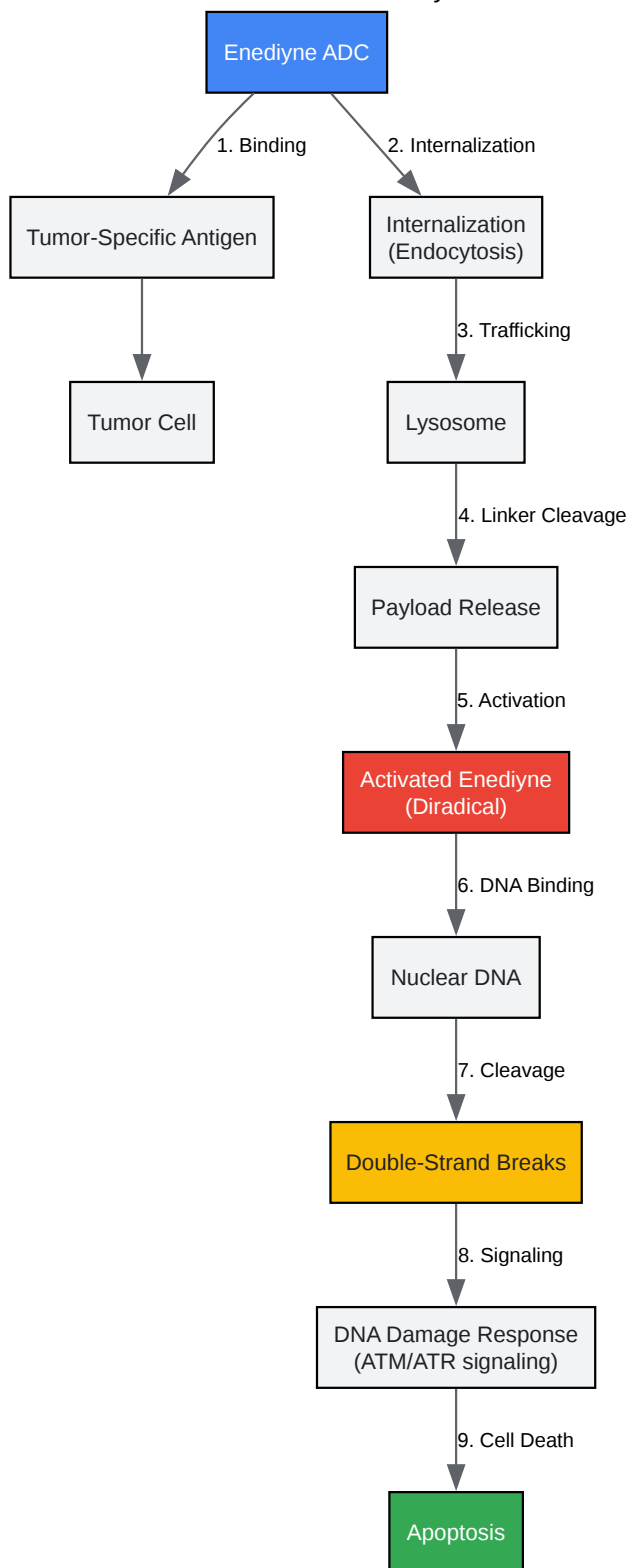 Enediyne ADC
1. Binding
2. Internalization
Tumor-Specific Antigen
Internalization
(Endocytosis)
3. Trafficking
Tumor Cell
Lysosome
4. Linker Cleavage
Payload Release
5. Activation
Activated Enediyne
(Diradical)
6. DNA Binding
Nuclear DNA
7. Cleavage
Double-Strand Breaks
8. Signaling
DNA Damage Response
(ATM/ATR signaling)
9. Cell Death
Apoptosis